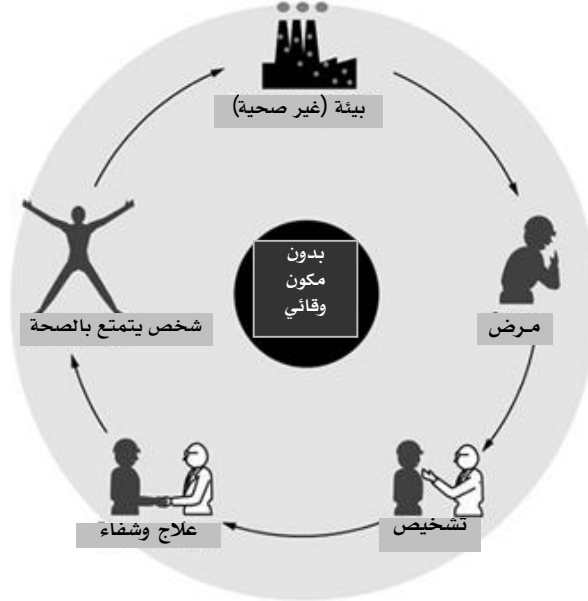 بيئة (غير صحية)
بدون
مكون
وقائي
شخص يتمتع بالصحة
مرض
علاج وشفاء
تشخيص